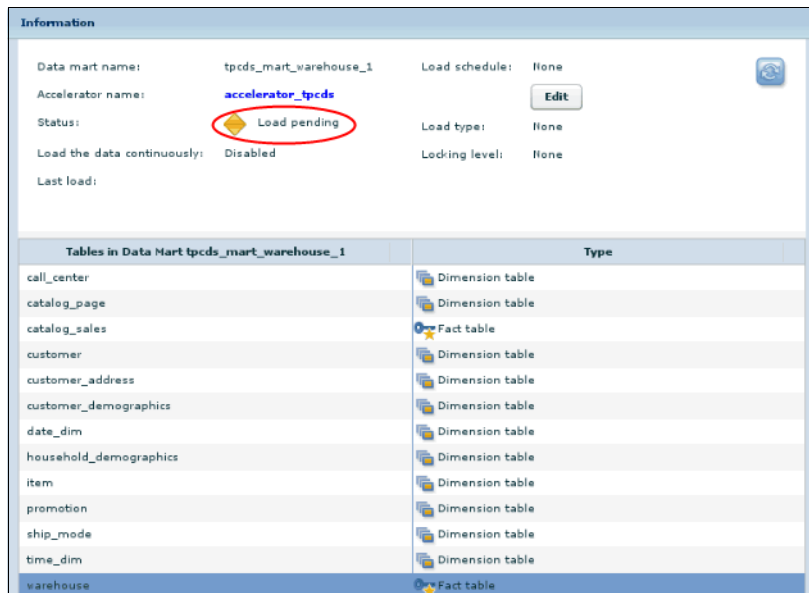 Information
Data mart name: tpcds_mart_warehouse_1 Load schedule: None
Accelerator name: accelerator_tpcds Edit
Status: Load pending Load type: None
Load the data continuously: Disabled Locking level: None
Last load:
Tables in Data Mart tpcds_mart_warehouse_1 Type
call_center Dimension table
catalog_page Dimension table
catalog_sales Fact table
customer Dimension table
customer_address Dimension table
customer_demographics Dimension table
date_dim Dimension table
household_demographics Dimension table
item Dimension table
promotion Dimension table
ship_mode Dimension table
time_dim Dimension table
warehouse Fact table